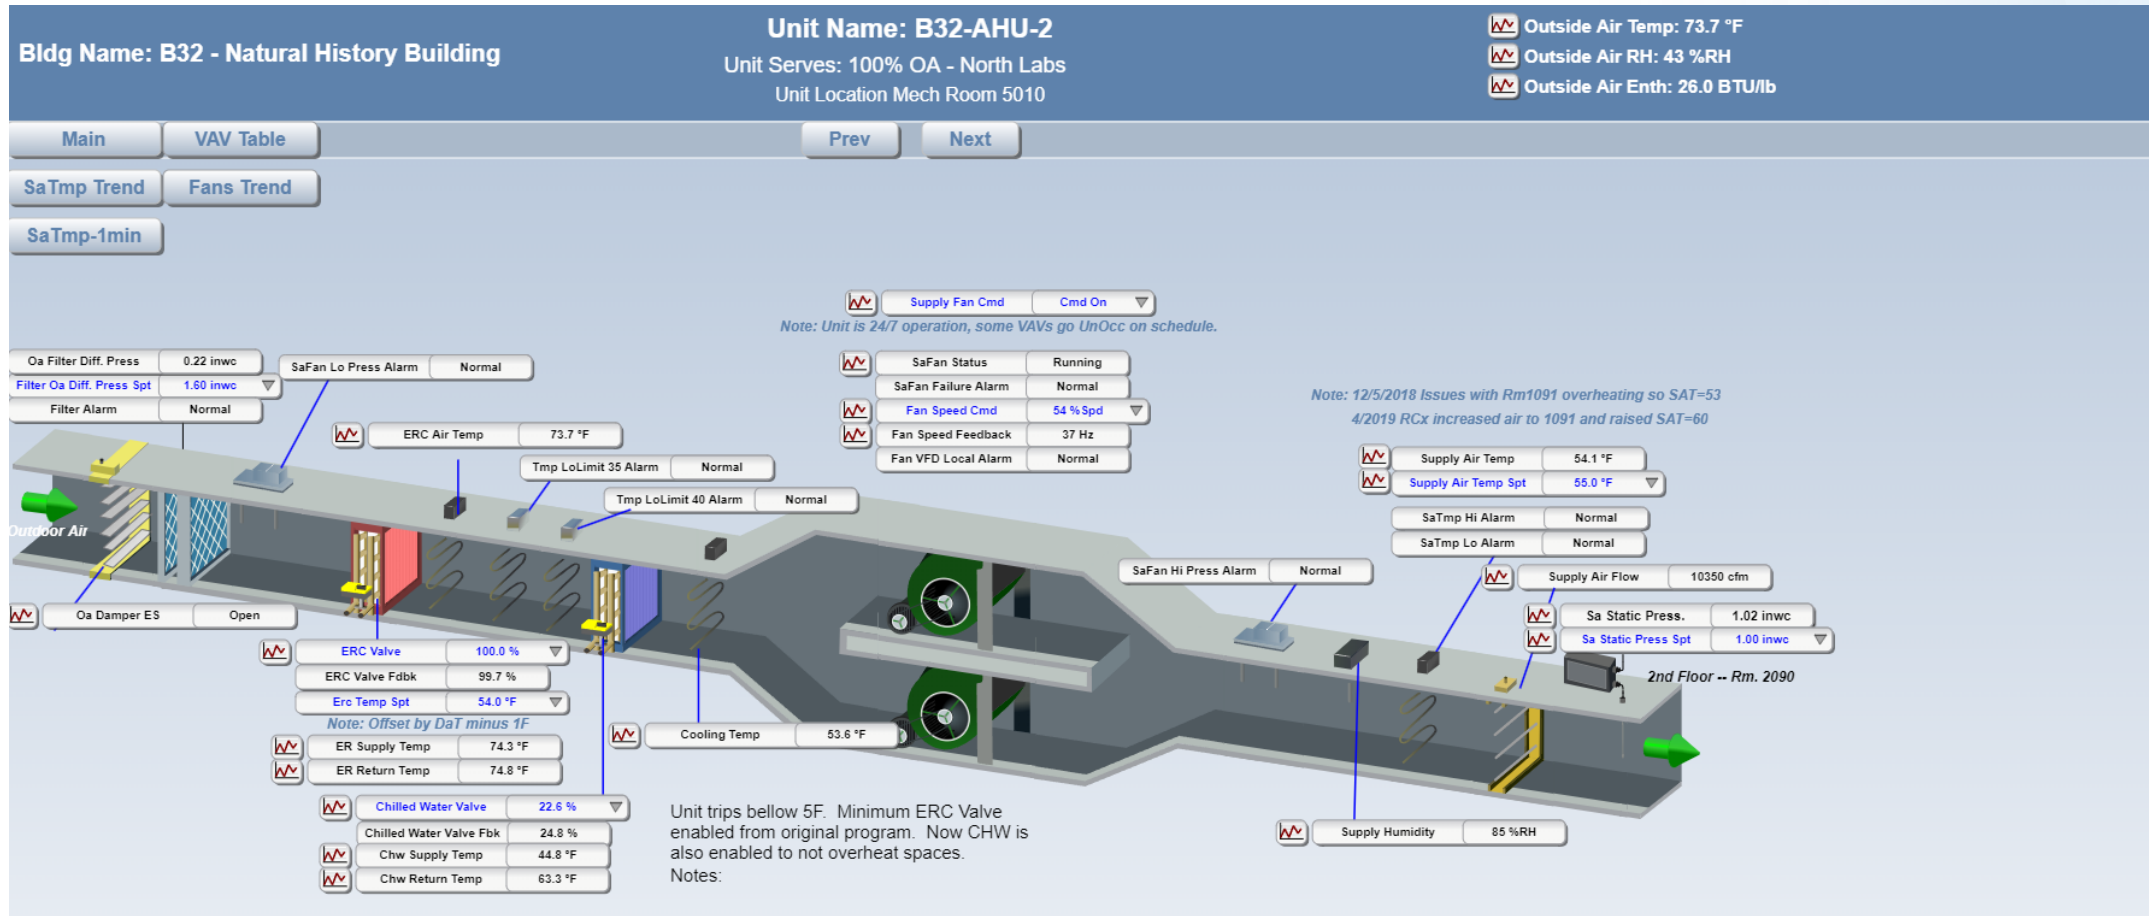 Bldg Name: B32 - Natural History Building
Unit Name: B32-AHU-2
Unit Serves: 100% OA - North Labs
Unit Location Mech Room 5010
Outside Air Temp: 73.7 °F
Outside Air RH: 43 %RH
Outside Air Enth: 26.0 BTU/lb
Main
VAV Table
Prev
Next
SaTmp Trend
Fans Trend
SaTmp-1min
Supply Fan Cmd Cmd On
Note: Unit is 24/7 operation, some VAVs go UnOcc on schedule.
Oa Filter Diff. Press 0.22 inwc
Filter Oa Diff. Press Spt 1.60 inwc
Filter Alarm Normal
SaFan Lo Press Alarm Normal
SaFan Status Running
SaFan Failure Alarm Normal
Fan Speed Cmd 54 %Spd
Fan Speed Feedback 37 Hz
Fan VFD Local Alarm Normal
Note: 12/5/2018 Issues with Rm1091 overheating so SAT=53
4/2019 RCx increased air to 1091 and raised SAT=60
ERC Air Temp 73.7 °F
Tmp LoLimit 35 Alarm Normal
Tmp LoLimit 40 Alarm Normal
Supply Air Temp 54.1 °F
Supply Air Temp Spt 55.0 °F
SaTmp Hi Alarm Normal
SaTmp Lo Alarm Normal
Outdoor Air
SaFan Hi Press Alarm Normal
Supply Air Flow 10350 cfm
Oa Damper ES Open
Sa Static Press. 1.02 inwc
Sa Static Press Spt 1.00 inwc
2nd Floor -- Rm. 2090
ERC Valve 100.0 %
ERC Valve Fdbk 99.7 %
Erc Temp Spt 54.0 °F
Note: Offset by DaT minus 1F
ER Supply Temp 74.3 °F
ER Return Temp 74.8 °F
Cooling Temp 53.6 °F
Chilled Water Valve 22.6 %
Chilled Water Valve Fbk 24.8 %
Chw Supply Temp 44.8 °F
Chw Return Temp 63.3 °F
Unit trips bellow 5F. Minimum ERC Valve
enabled from original program. Now CHW is
also enabled to not overheat spaces.
Notes:
Supply Humidity 85 %RH